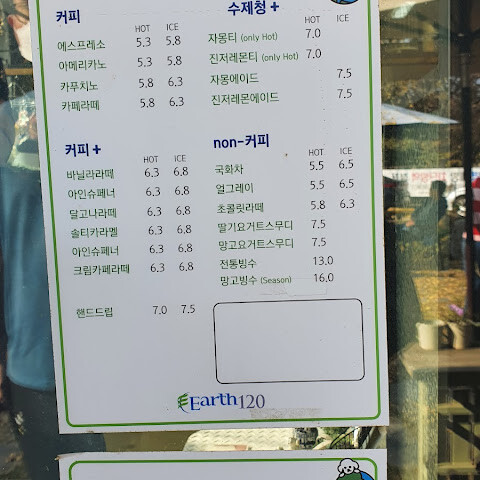 커피
HOT ICE
에스프레소 5.3 5.8
아메리카노 5.3 5.8
카푸치노 5.8 6.3
카페라떼 5.8 6.3
수제청 +
HOT ICE
자몽티 (only Hot) 7.0
진저레몬티 (only Hot) 7.0
자몽에이드 7.5
진저레몬에이드 7.5
커피 +
HOT ICE
바닐라라떼 6.3 6.8
아인슈페너 6.3 6.8
달고나라떼 6.3 6.8
솔티카라멜 6.3 6.8
아인슈페너 6.3 6.8
크림카페라떼 6.3 6.8
핸드드립 7.0 7.5
non-커피
HOT ICE
국화차 5.5 6.5
얼그레이 5.5 6.5
초콜릿라떼 5.8 6.3
딸기요거트스무디 7.5
망고요거트스무디 7.5
전통빙수 13.0
망고빙수 (Season) 16.0
Earth120